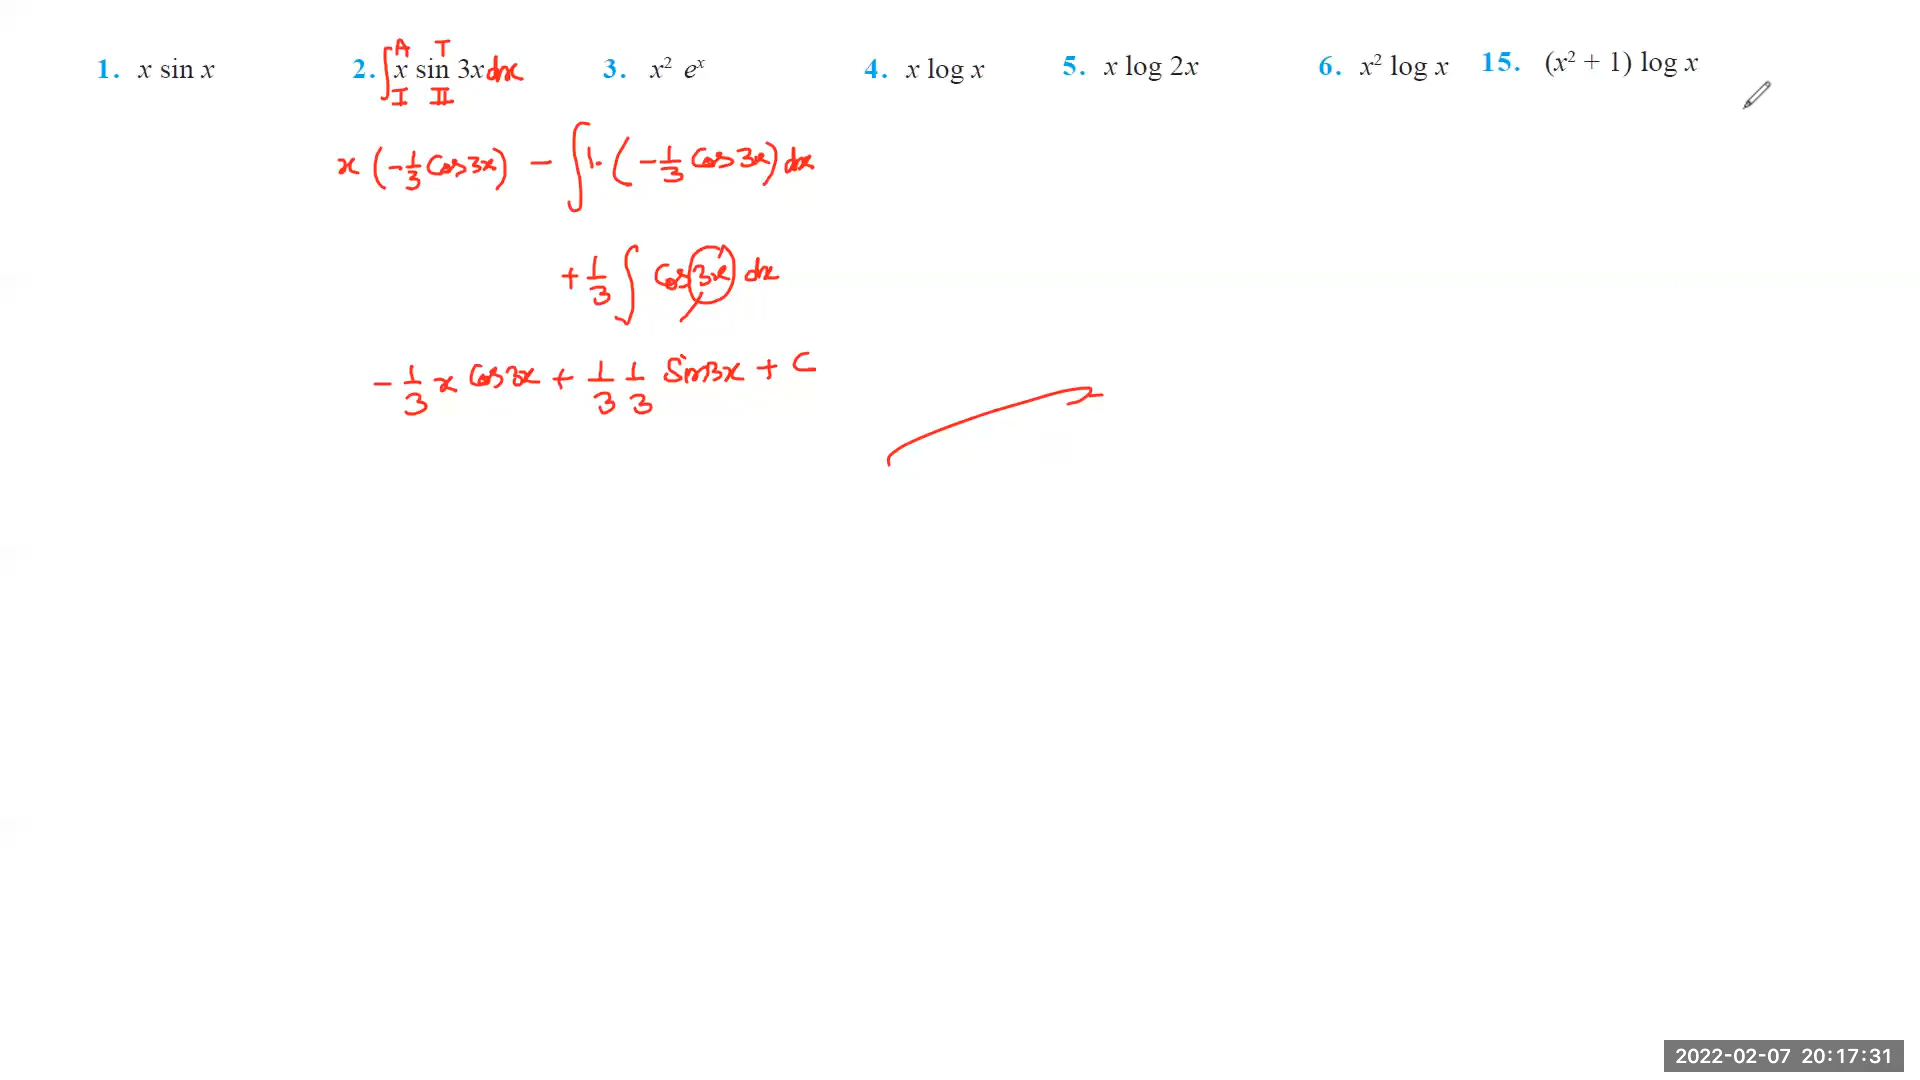 1. x sin x 2. ∫ x sin 3x dx 3. x² eˣ 4. x log x 5. x log 2x 6. x² log x 15. (x² + 1) log x
A T
I II
x (-1/3 Cos 3x) - ∫ 1. (-1/3 Cos 3x) dx
+ 1/3 ∫ Cos 3x dx
- 1/3 x Cos 3x + 1/3 1/3 Sin 3x + C
2022-02-07 20:17:31